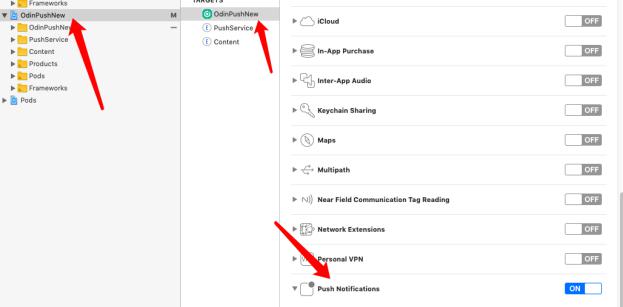 Frameworks
OdinPushNew M
OdinPushNew
PushService
Content
Products
Pods
Frameworks
Pods
TARGETS
OdinPushNew
PushService
Content
iCloud OFF
In-App Purchase OFF
Inter-App Audio OFF
Keychain Sharing OFF
Maps OFF
Multipath OFF
Near Field Communication Tag Reading OFF
Network Extensions OFF
Personal VPN OFF
Push Notifications ON